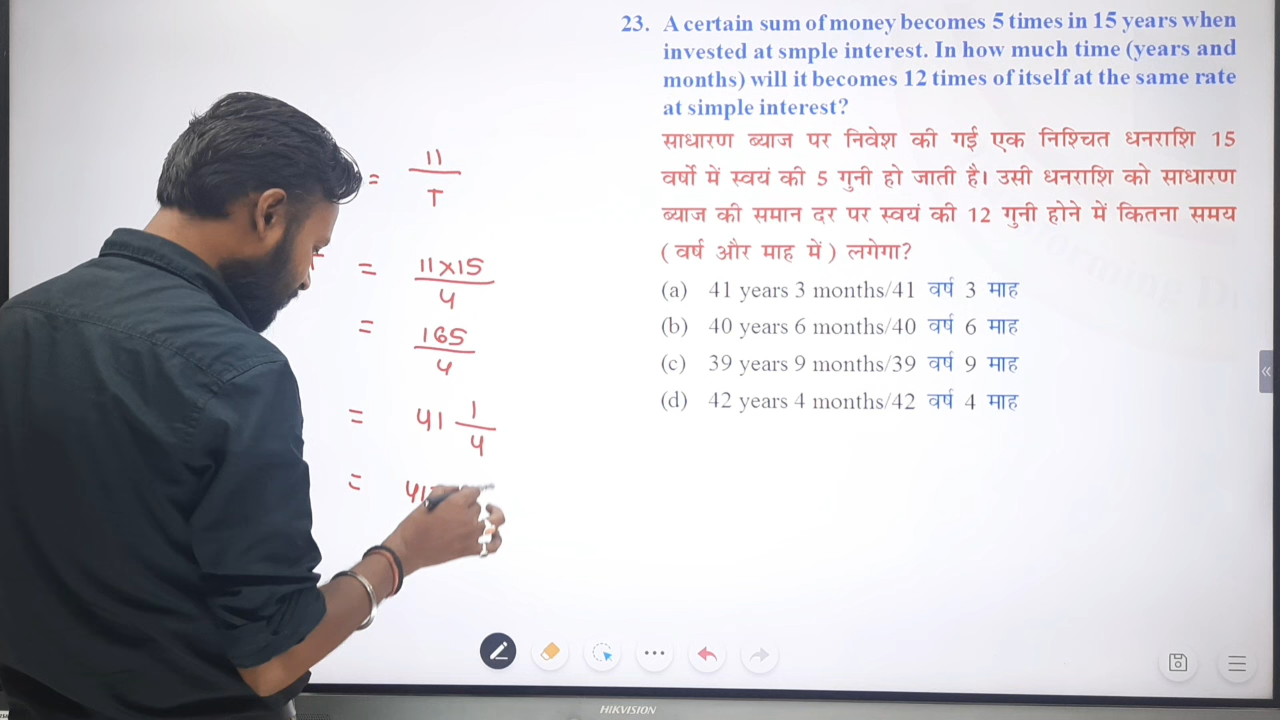 23. A certain sum of money becomes 5 times in 15 years when
invested at smple interest. In how much time (years and
months) will it becomes 12 times of itself at the same rate
at simple interest?
साधारण ब्याज पर निवेश की गई एक निश्चित धनराशि 15
वर्षों में स्वयं की 5 गुनी हो जाती है। उसी धनराशि को साधारण
ब्याज की समान दर पर स्वयं की 12 गुनी होने में कितना समय
( वर्ष और माह में ) लगेगा?
(a) 41 years 3 months/41 वर्ष 3 माह
(b) 40 years 6 months/40 वर्ष 6 माह
(c) 39 years 9 months/39 वर्ष 9 माह
(d) 42 years 4 months/42 वर्ष 4 माह
= 11
T
= 11×15
4
= 165
4
= 41 1
4
= 41
HIKVISION